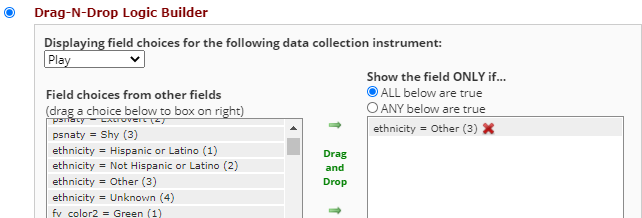 Drag-N-Drop Logic Builder
Displaying field choices for the following data collection instrument:
Play
Field choices from other fields
(drag a choice below to box on right)
psnaty = Extrovert (2)
psnaty = Shy (3)
ethnicity = Hispanic or Latino (1)
ethnicity = Not Hispanic or Latino (2)
ethnicity = Other (3)
ethnicity = Unknown (4)
fv_color2 = Green (1)
Drag
and
Drop
Show the field ONLY if...
ALL below are true
ANY below are true
ethnicity = Other (3)